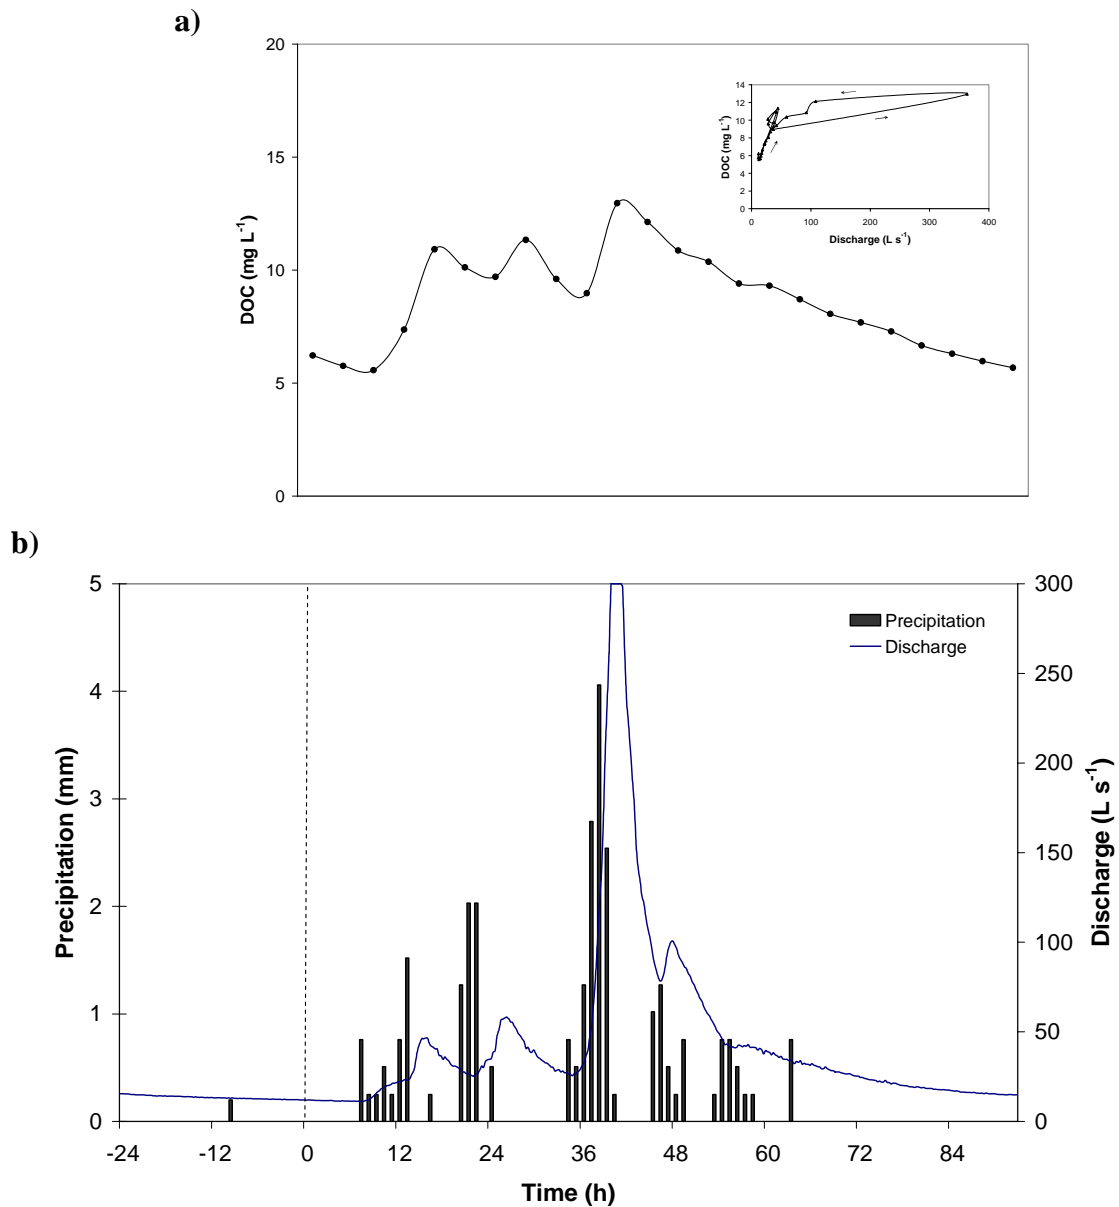 a)
20
15
10
5
0
DOC (mg L-1)
14
12
10
8
6
4
2
0
DOC (mg L-1)
0 100 200 300 400
Discharge (L s-1)
b)
5
4
3
2
1
0
Precipitation (mm)
300
250
200
150
100
50
0
Discharge (L s-1)
Precipitation
Discharge
-24 -12 0 12 24 36 48 60 72 84
Time (h)